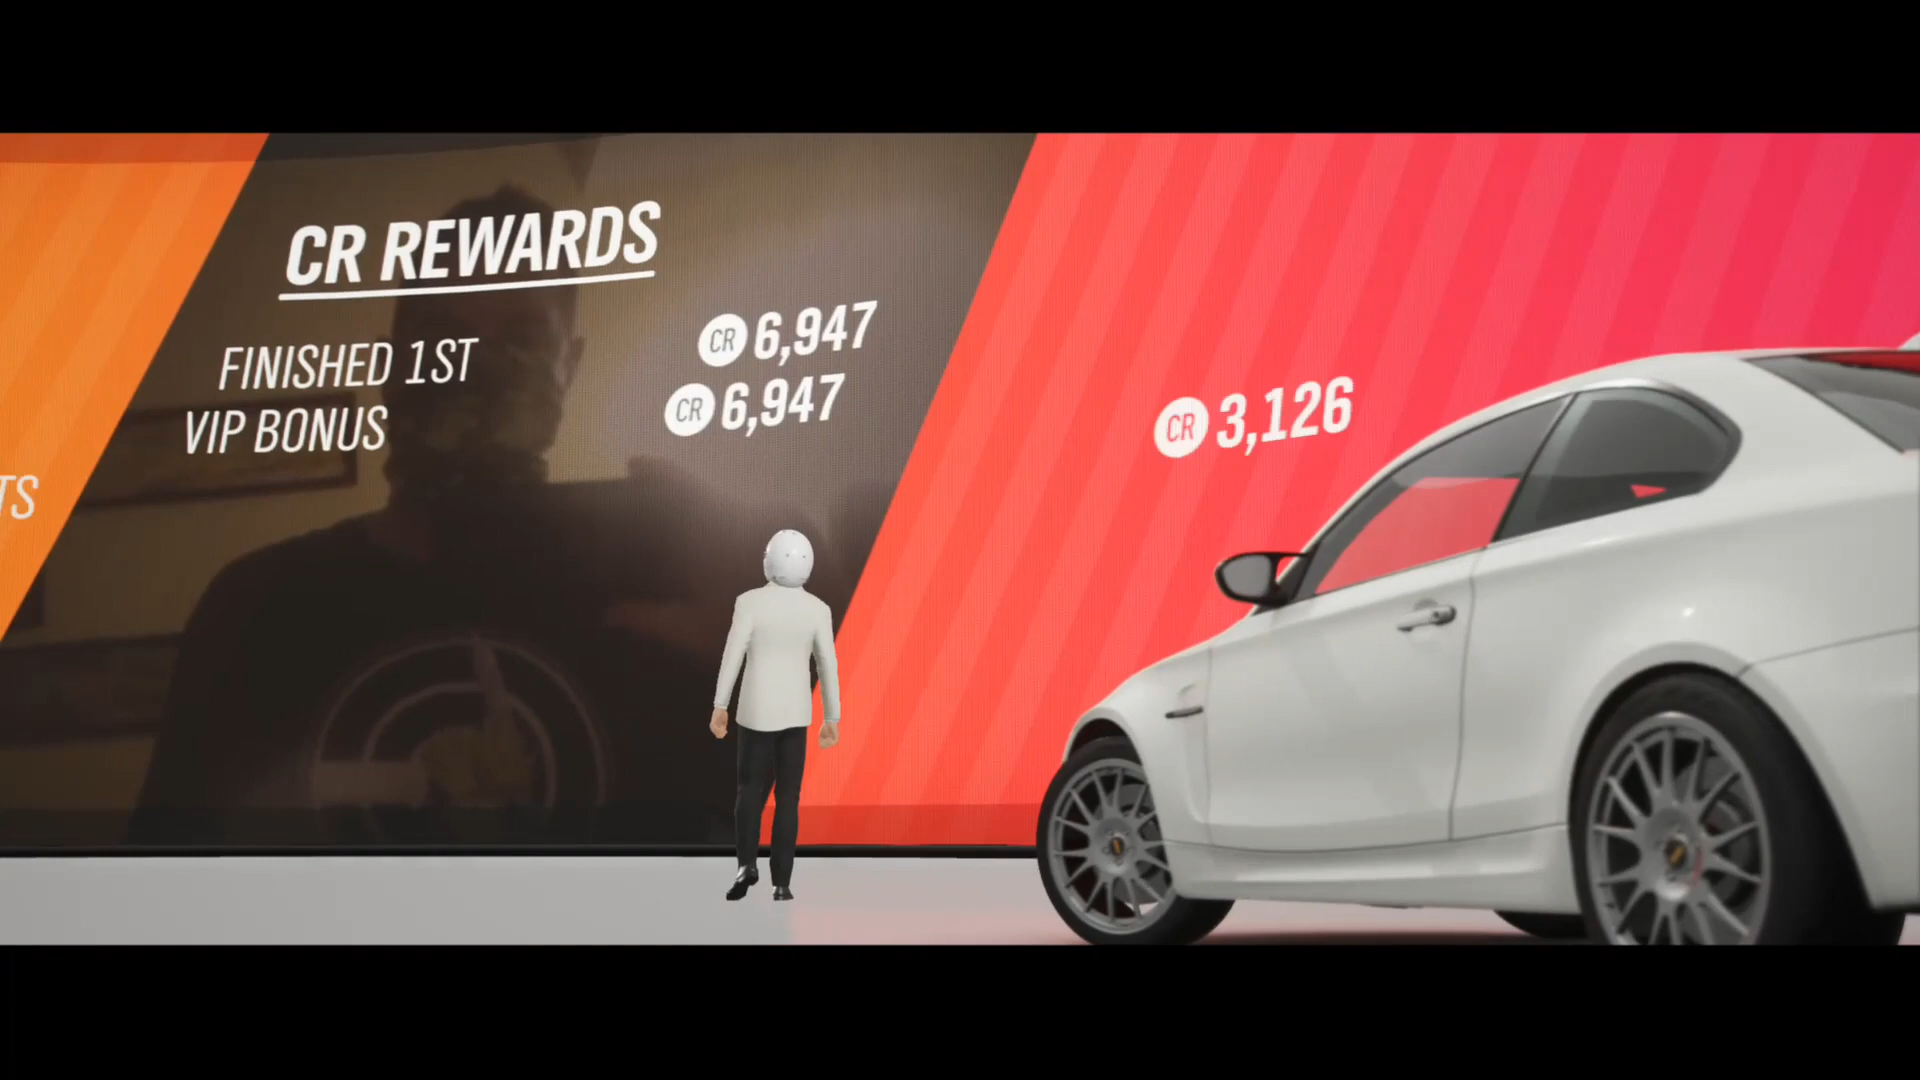 CR REWARDS
FINISHED 1ST CR 6,947
VIP BONUS CR 6,947
CR 3,126
TS